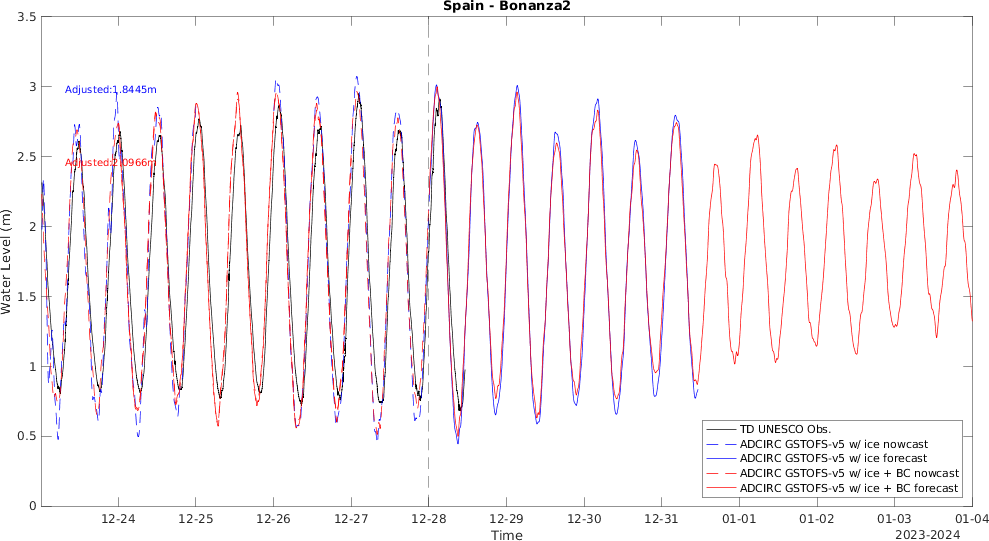 Spain - Bonanza2
3.5
3
2.5
2
1.5
1
0.5
0
Water Level (m)
Adjusted:1.8445m
Adjusted:2.0966m
TD UNESCO Obs.
ADCIRC GSTOFS-v5 w/ ice nowcast
ADCIRC GSTOFS-v5 w/ ice forecast
ADCIRC GSTOFS-v5 w/ ice + BC nowcast
ADCIRC GSTOFS-v5 w/ ice + BC forecast
12-24 12-25 12-26 12-27 12-28 12-29 12-30 12-31 01-01 01-02 01-03 01-04
Time
2023-2024